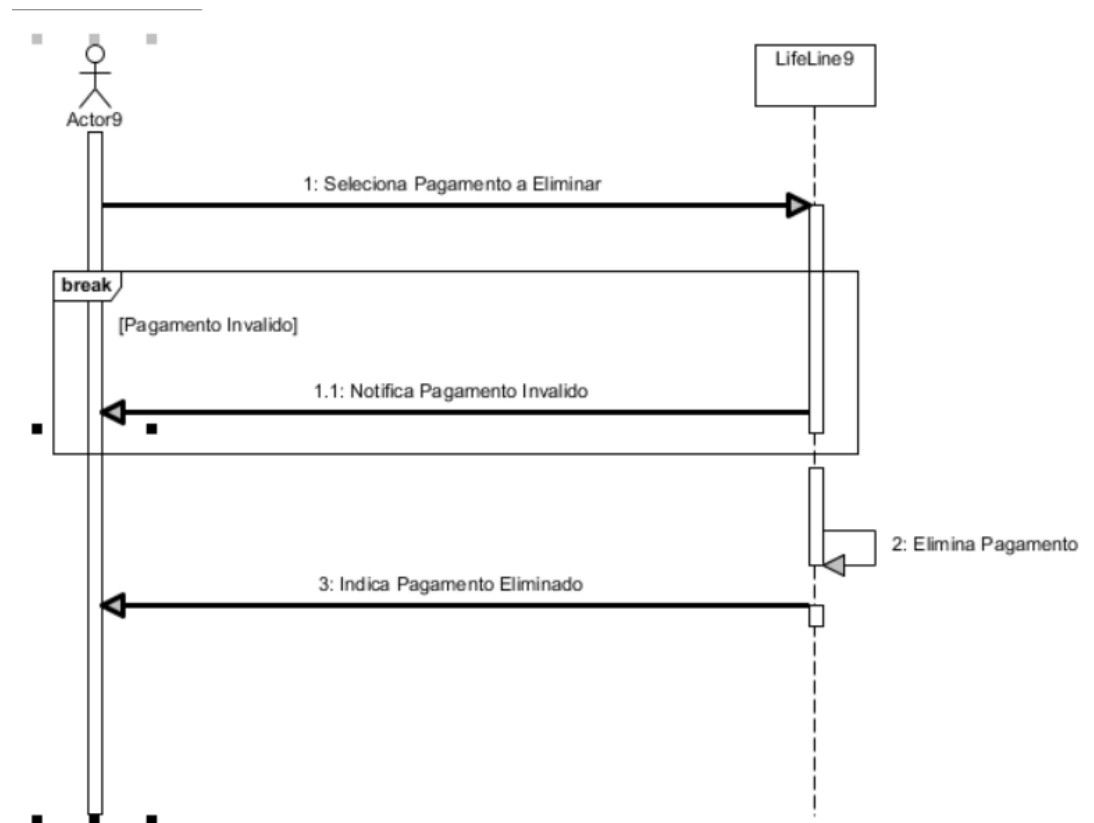 LifeLine9
Actor9
1: Seleciona Pagamento a Eliminar
break
[Pagamento Invalido]
1.1: Notifica Pagamento Invalido
2: Elimina Pagamento
3: Indica Pagamento Eliminado